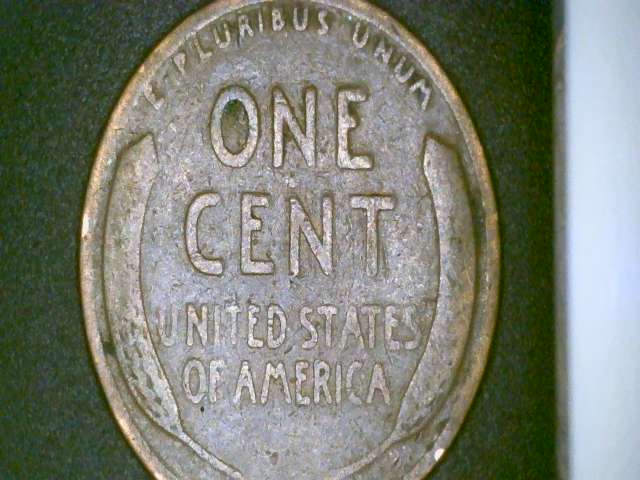 E·PLURIBUS·UNUM
ONE
CENT
UNITED STATES
OF AMERICA